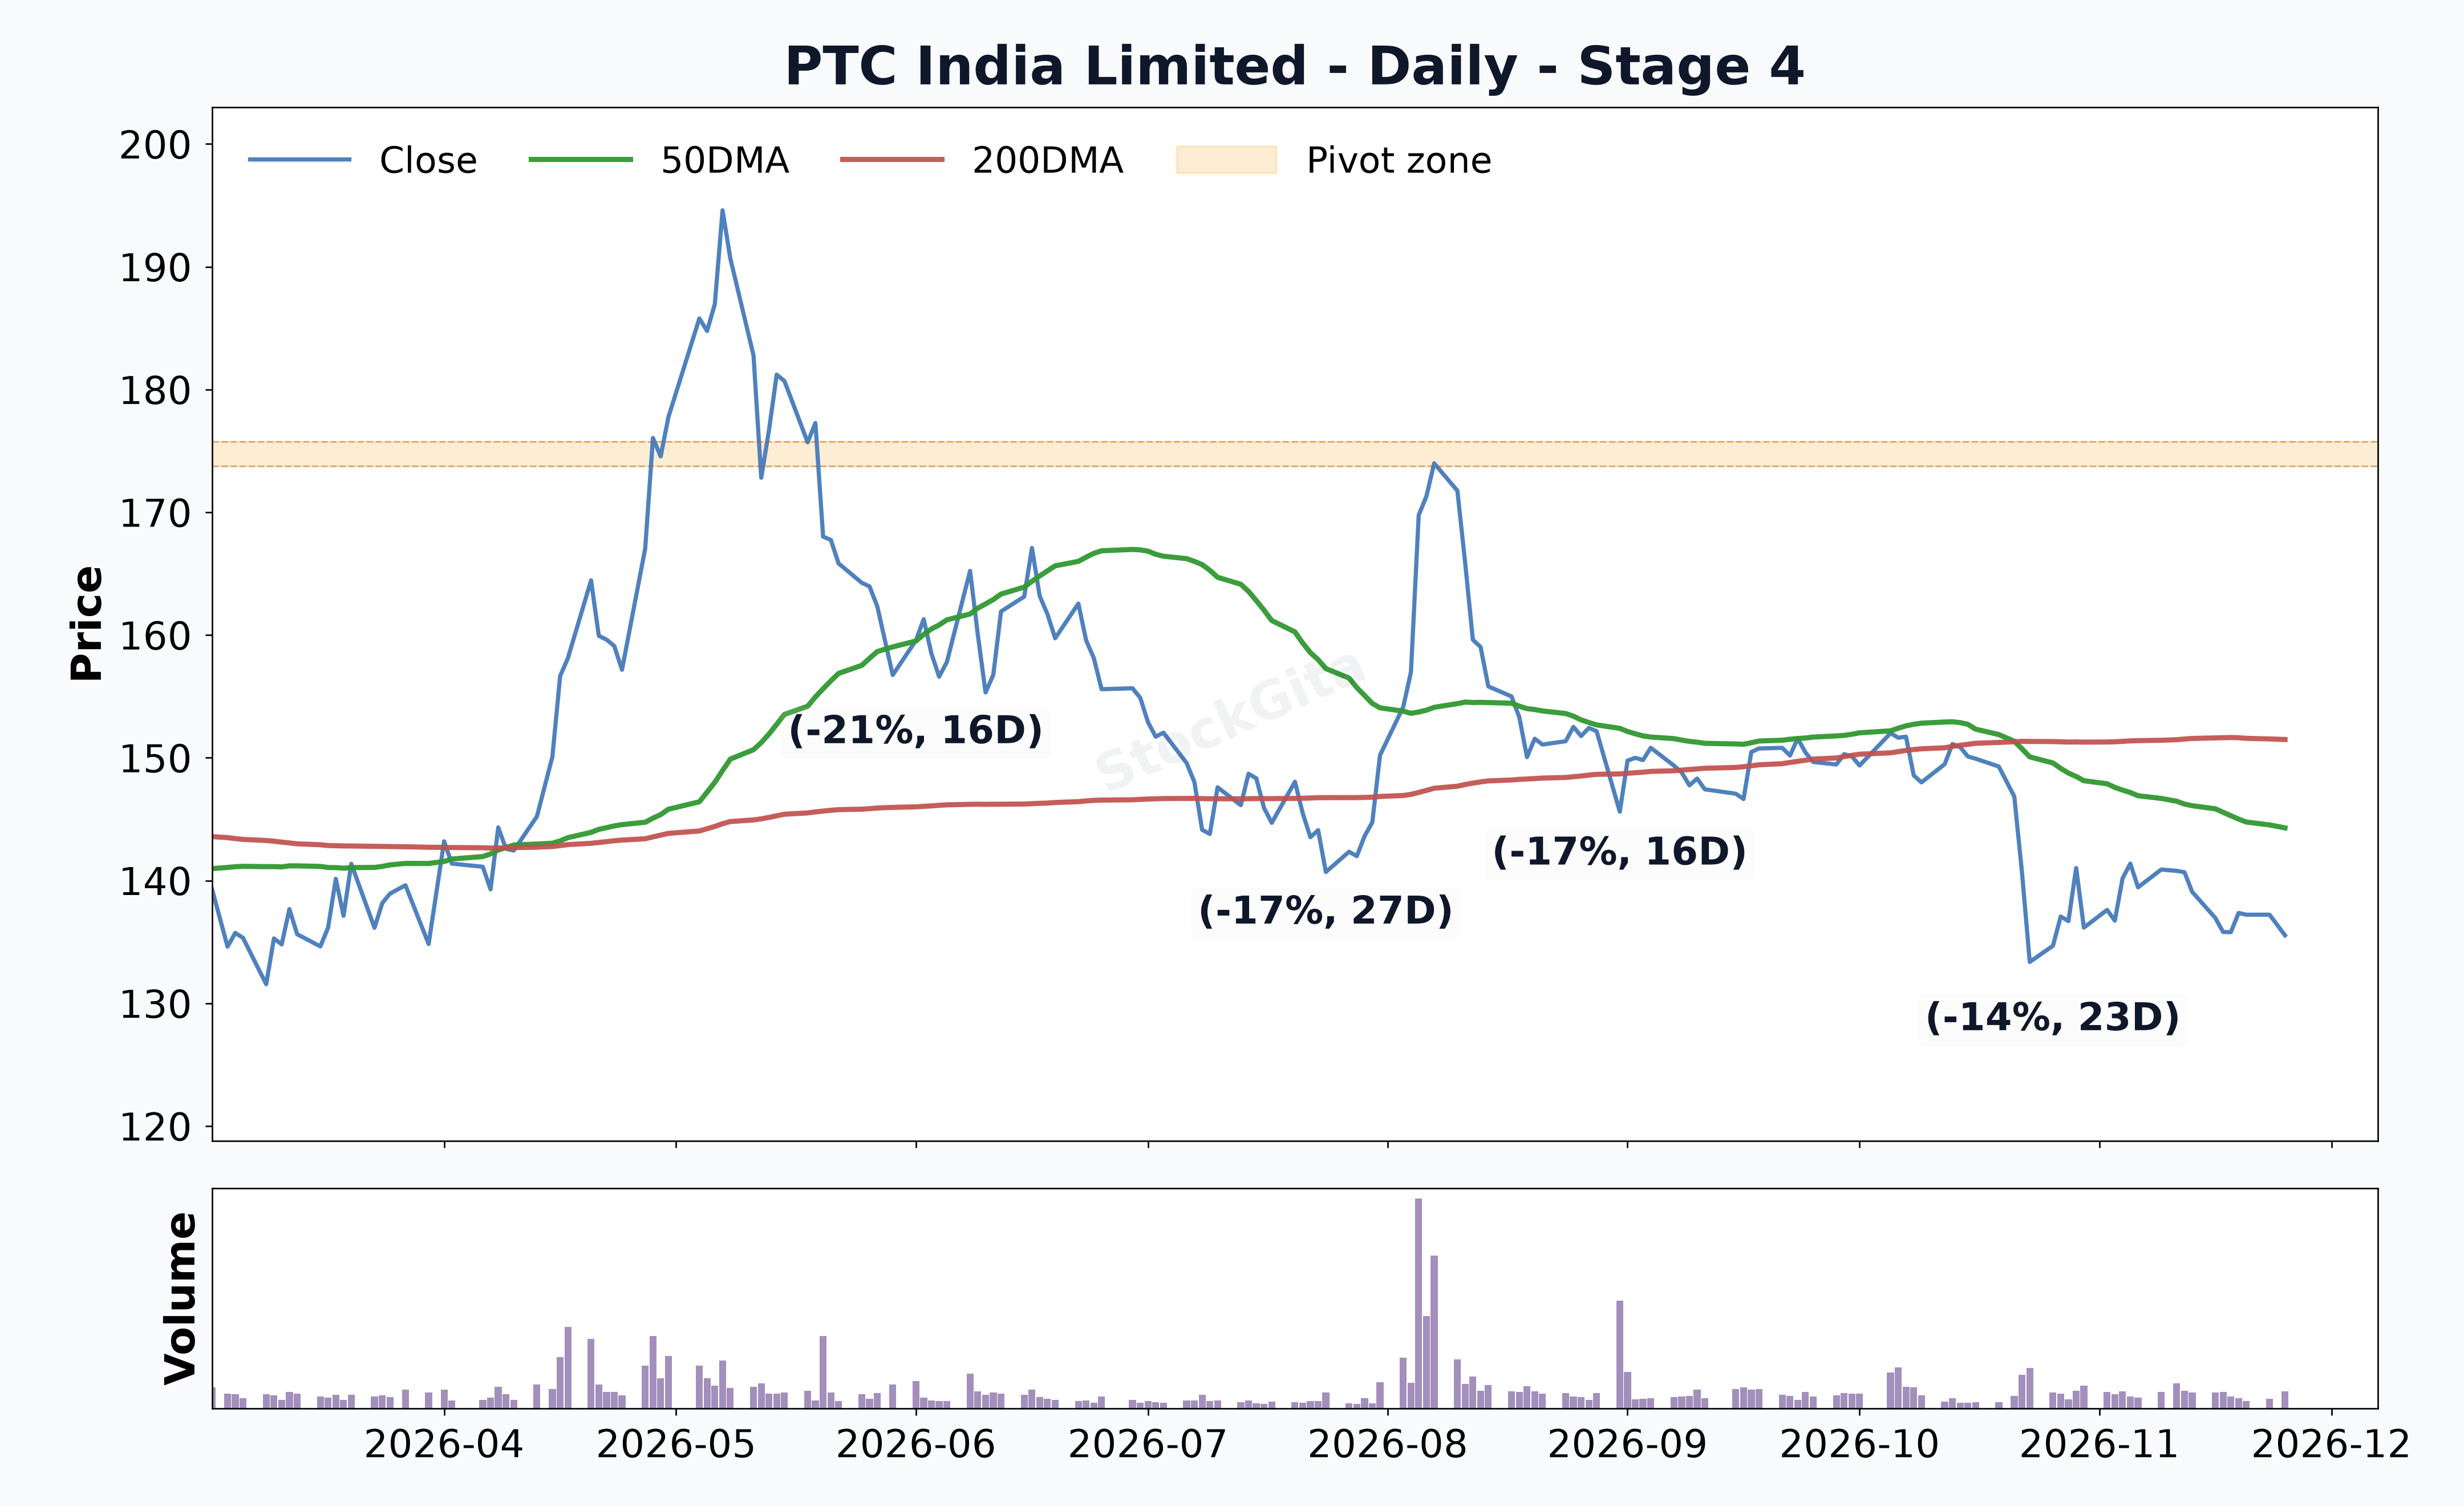 PTC India Limited - Daily - Stage 4
Close
50DMA
200DMA
Pivot zone
Price
200
190
180
170
160
150
140
130
120
(-21%, 16D)
(-17%, 27D)
(-17%, 16D)
(-14%, 23D)
StockGita
Volume
2026-04
2026-05
2026-06
2026-07
2026-08
2026-09
2026-10
2026-11
2026-12